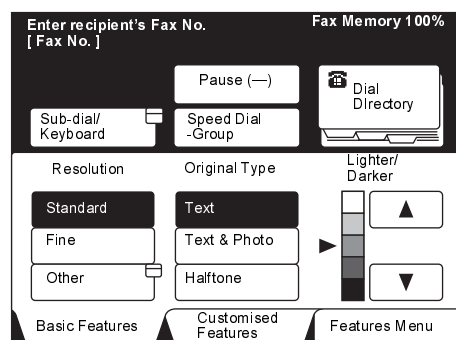 Enter recipient's Fax No.
[ Fax No. ]
Fax Memory 100%
Pause (—)
Dial
DIrectory
Sub-dial/
Keyboard
Speed Dial
-Group
Resolution
Original Type
Lighter/
Darker
Standard
Text
Fine
Text & Photo
Other
Halftone
Basic Features
Customised
Features
Features Menu